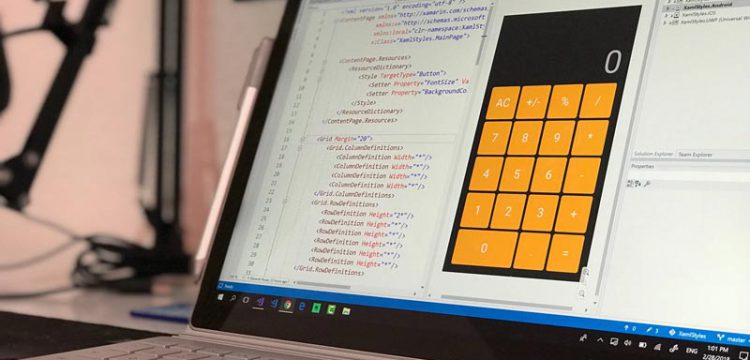 <?xml version="1.0" encoding="utf-8" ?>
<ContentPage xmlns="http://xamarin.com/schemas
xmlns:x="http://schemas.microsoft
xmlns:local="clr-namespace:XamlSt
x:Class="XamlStyles.MainPage">
<ContentPage.Resources>
<ResourceDictionary>
<Style TargetType="Button">
<Setter Property="FontSize" Va
<Setter Property="BackgroundCo
</Style>
</ResourceDictionary>
</ContentPage.Resources>
<Grid Margin="20">
<Grid.ColumnDefinitions>
<ColumnDefinition Width="*"/>
<ColumnDefinition Width="*"/>
<ColumnDefinition Width="*"/>
<ColumnDefinition Width="*"/>
</Grid.ColumnDefinitions>
<Grid.RowDefinitions>
<RowDefinition Height="2*"/>
<RowDefinition Height="*"/>
<RowDefinition Height="*"/>
<RowDefinition Height="*"/>
<RowDefinition Height="*"/>
<RowDefinition Height="*"/>
</Grid.RowDefinitions>
0
AC +/- % /
7 8 9 *
4 5 6 -
1 2 3 +
0 . =
XamlStyles.Android
XamlStyles.iOS
XamlStyles.UWP (Universal W
Solution Explorer Team Explorer
Properties
Ready
0 3 XamlStyles master
ENG 1:01 PM
2/28/2018